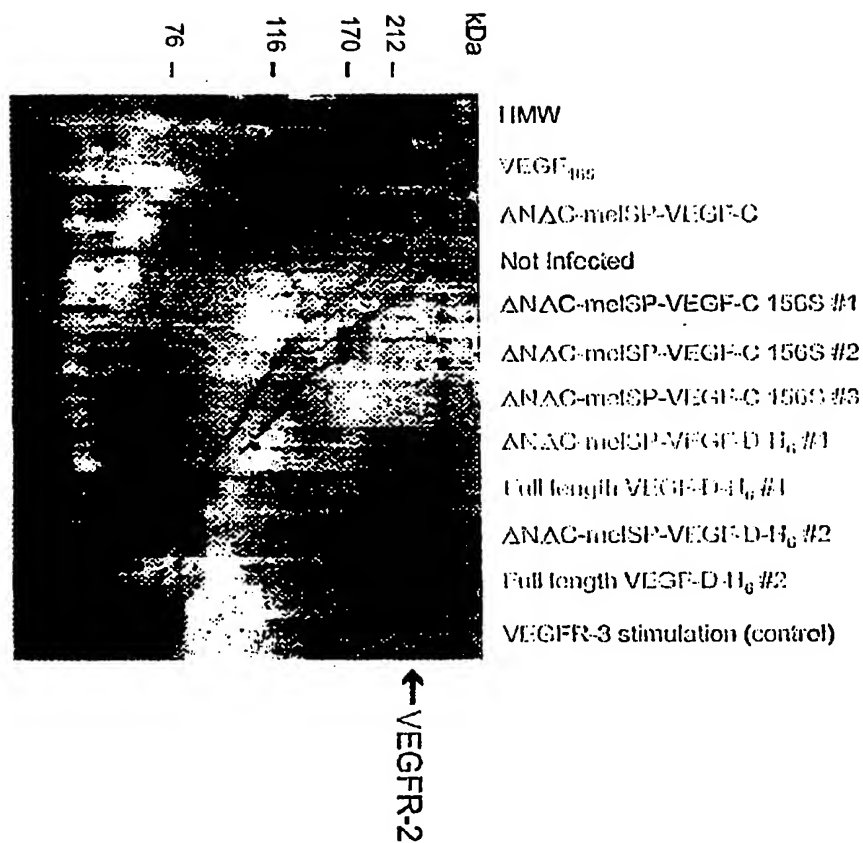 kDa
212 –
170 –
116 –
76 –
HMW
VEGF165
ΔNΔC-melSP-VEGF-C
Not Infected
ΔNΔC-melSP-VEGF-C 156S #1
ΔNΔC-melSP-VEGF-C 156S #2
ΔNΔC-melSP-VEGF-C 156S #3
ΔNΔC-melSP-VEGF-D-H6 #1
Full length VEGF-D-H6 #1
ΔNΔC-melSP-VEGF-D-H6 #2
Full length VEGF-D-H6 #2
VEGFR-3 stimulation (control)
←VEGFR-2